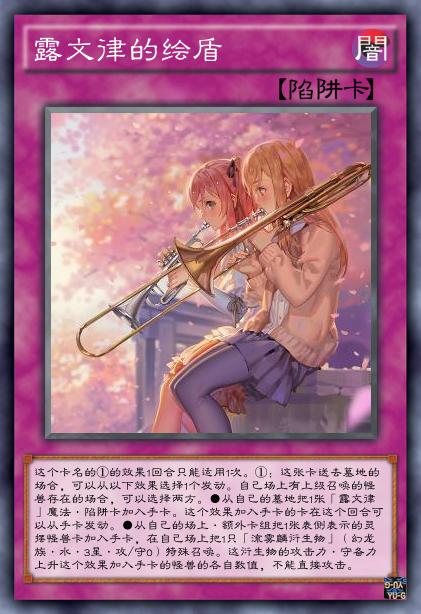 露文律的绘盾
闇
【陷阱卡】
这个卡名的①的效果1回合只能适用1次。①：这张卡送去墓地的
场合，可以从以下效果选择1个发动。自己场上有上级召唤的怪
兽存在的场合，可以选择两方。●从自己的墓地把1张「露文律」
魔法·陷阱卡加入手卡。这个效果加入手卡的卡在这个回合可
以从手卡发动。●从自己的场上·额外卡组把1张表侧表示的灵
摆怪兽卡加入手卡，在自己场上把1只「流雾麟衍生物」（幻龙
族·水·3星·攻/守0）特殊召唤。这衍生物的攻击力·守备力
上升这个效果加入手卡的怪兽的各自数值，不能直接攻击。
YU-G